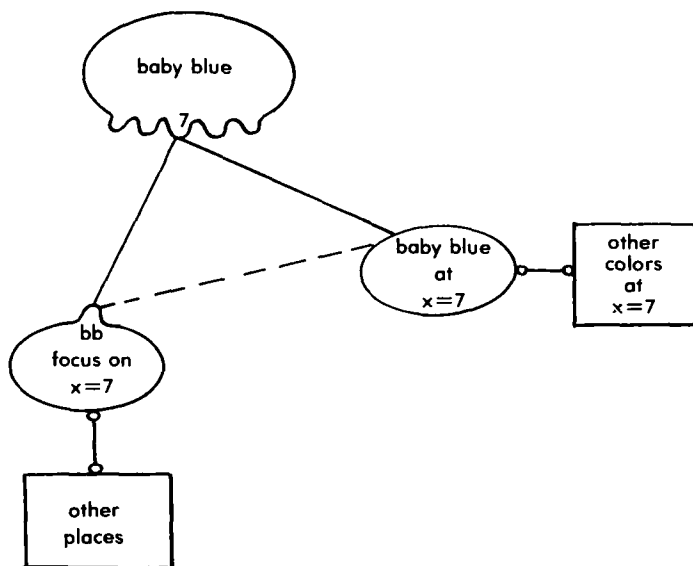 baby blue
7
baby blue
at
x=7
other
colors
at
x=7
bb
focus on
x=7
other
places